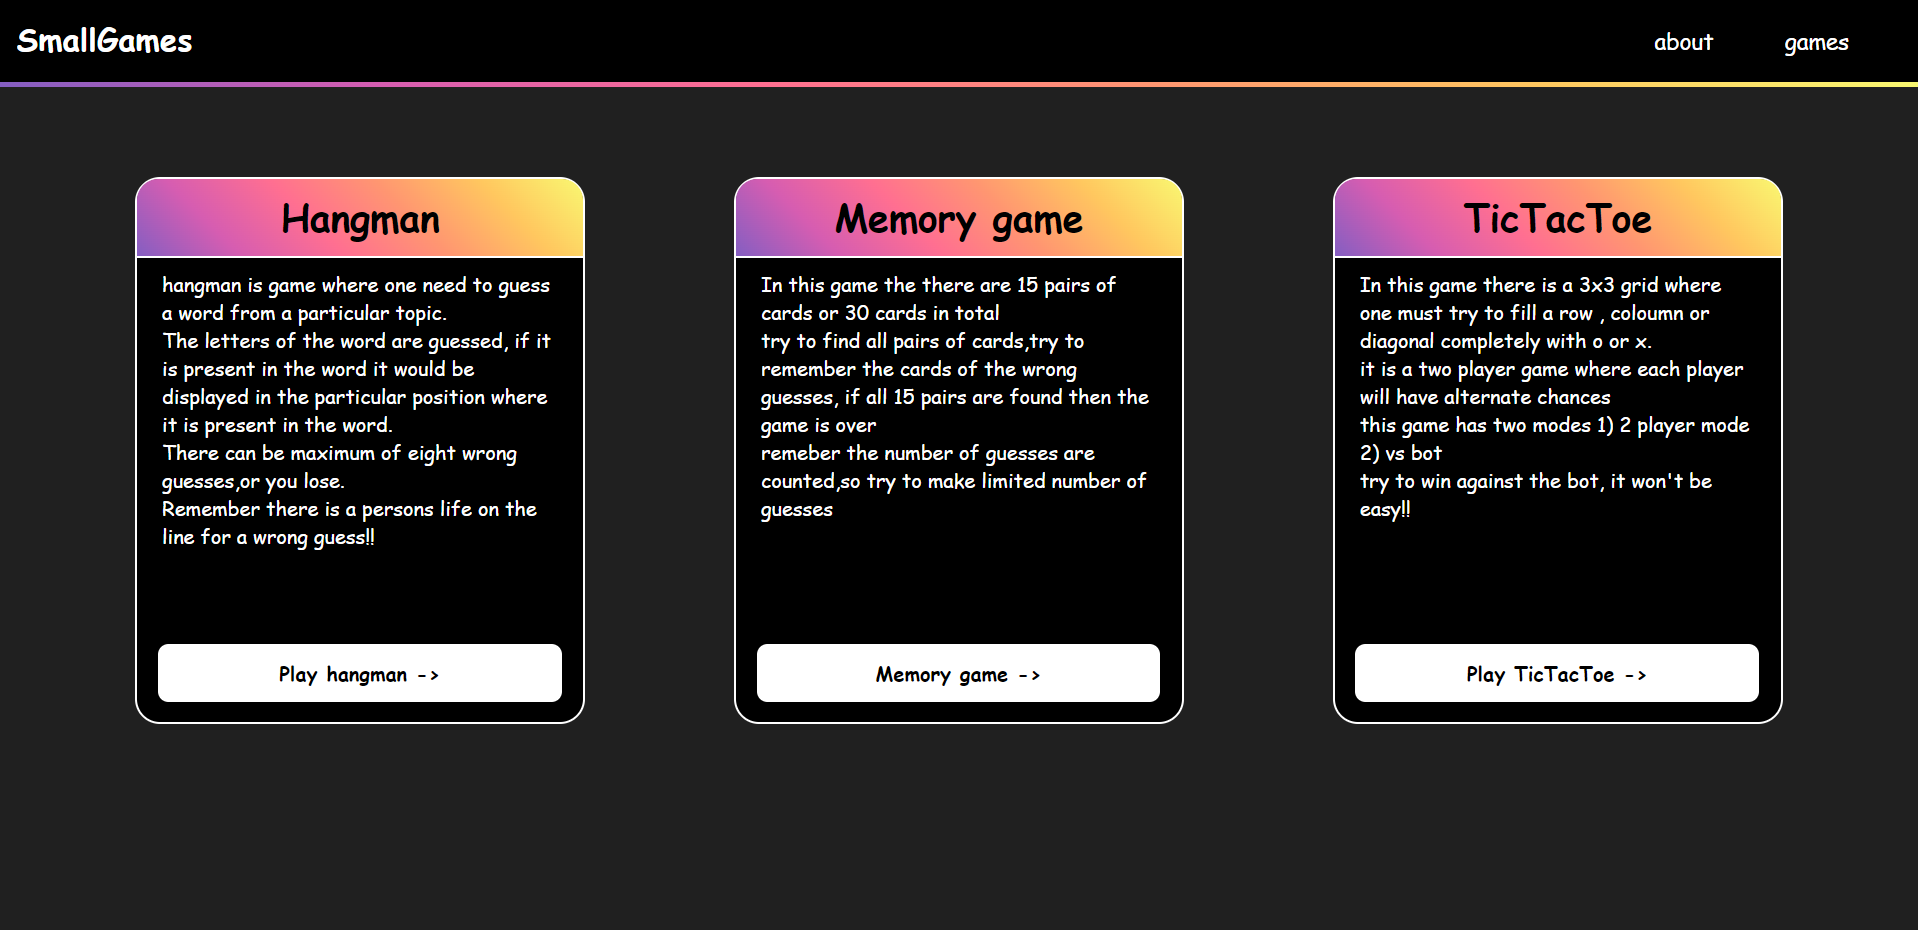 SmallGames
about
games
Hangman
hangman is game where one need to guess
a word from a particular topic.
The letters of the word are guessed, if it
is present in the word it would be
displayed in the particular position where
it is present in the word.
There can be maximum of eight wrong
guesses,or you lose.
Remember there is a persons life on the
line for a wrong guess!!
Play hangman ->
Memory game
In this game the there are 15 pairs of
cards or 30 cards in total
try to find all pairs of cards,try to
remember the cards of the wrong
guesses, if all 15 pairs are found then the
game is over
remeber the number of guesses are
counted,so try to make limited number of
guesses
Memory game ->
TicTacToe
In this game there is a 3x3 grid where
one must try to fill a row , coloumn or
diagonal completely with o or x.
it is a two player game where each player
will have alternate chances
this game has two modes 1) 2 player mode
2) vs bot
try to win against the bot, it won't be
easy!!
Play TicTacToe ->